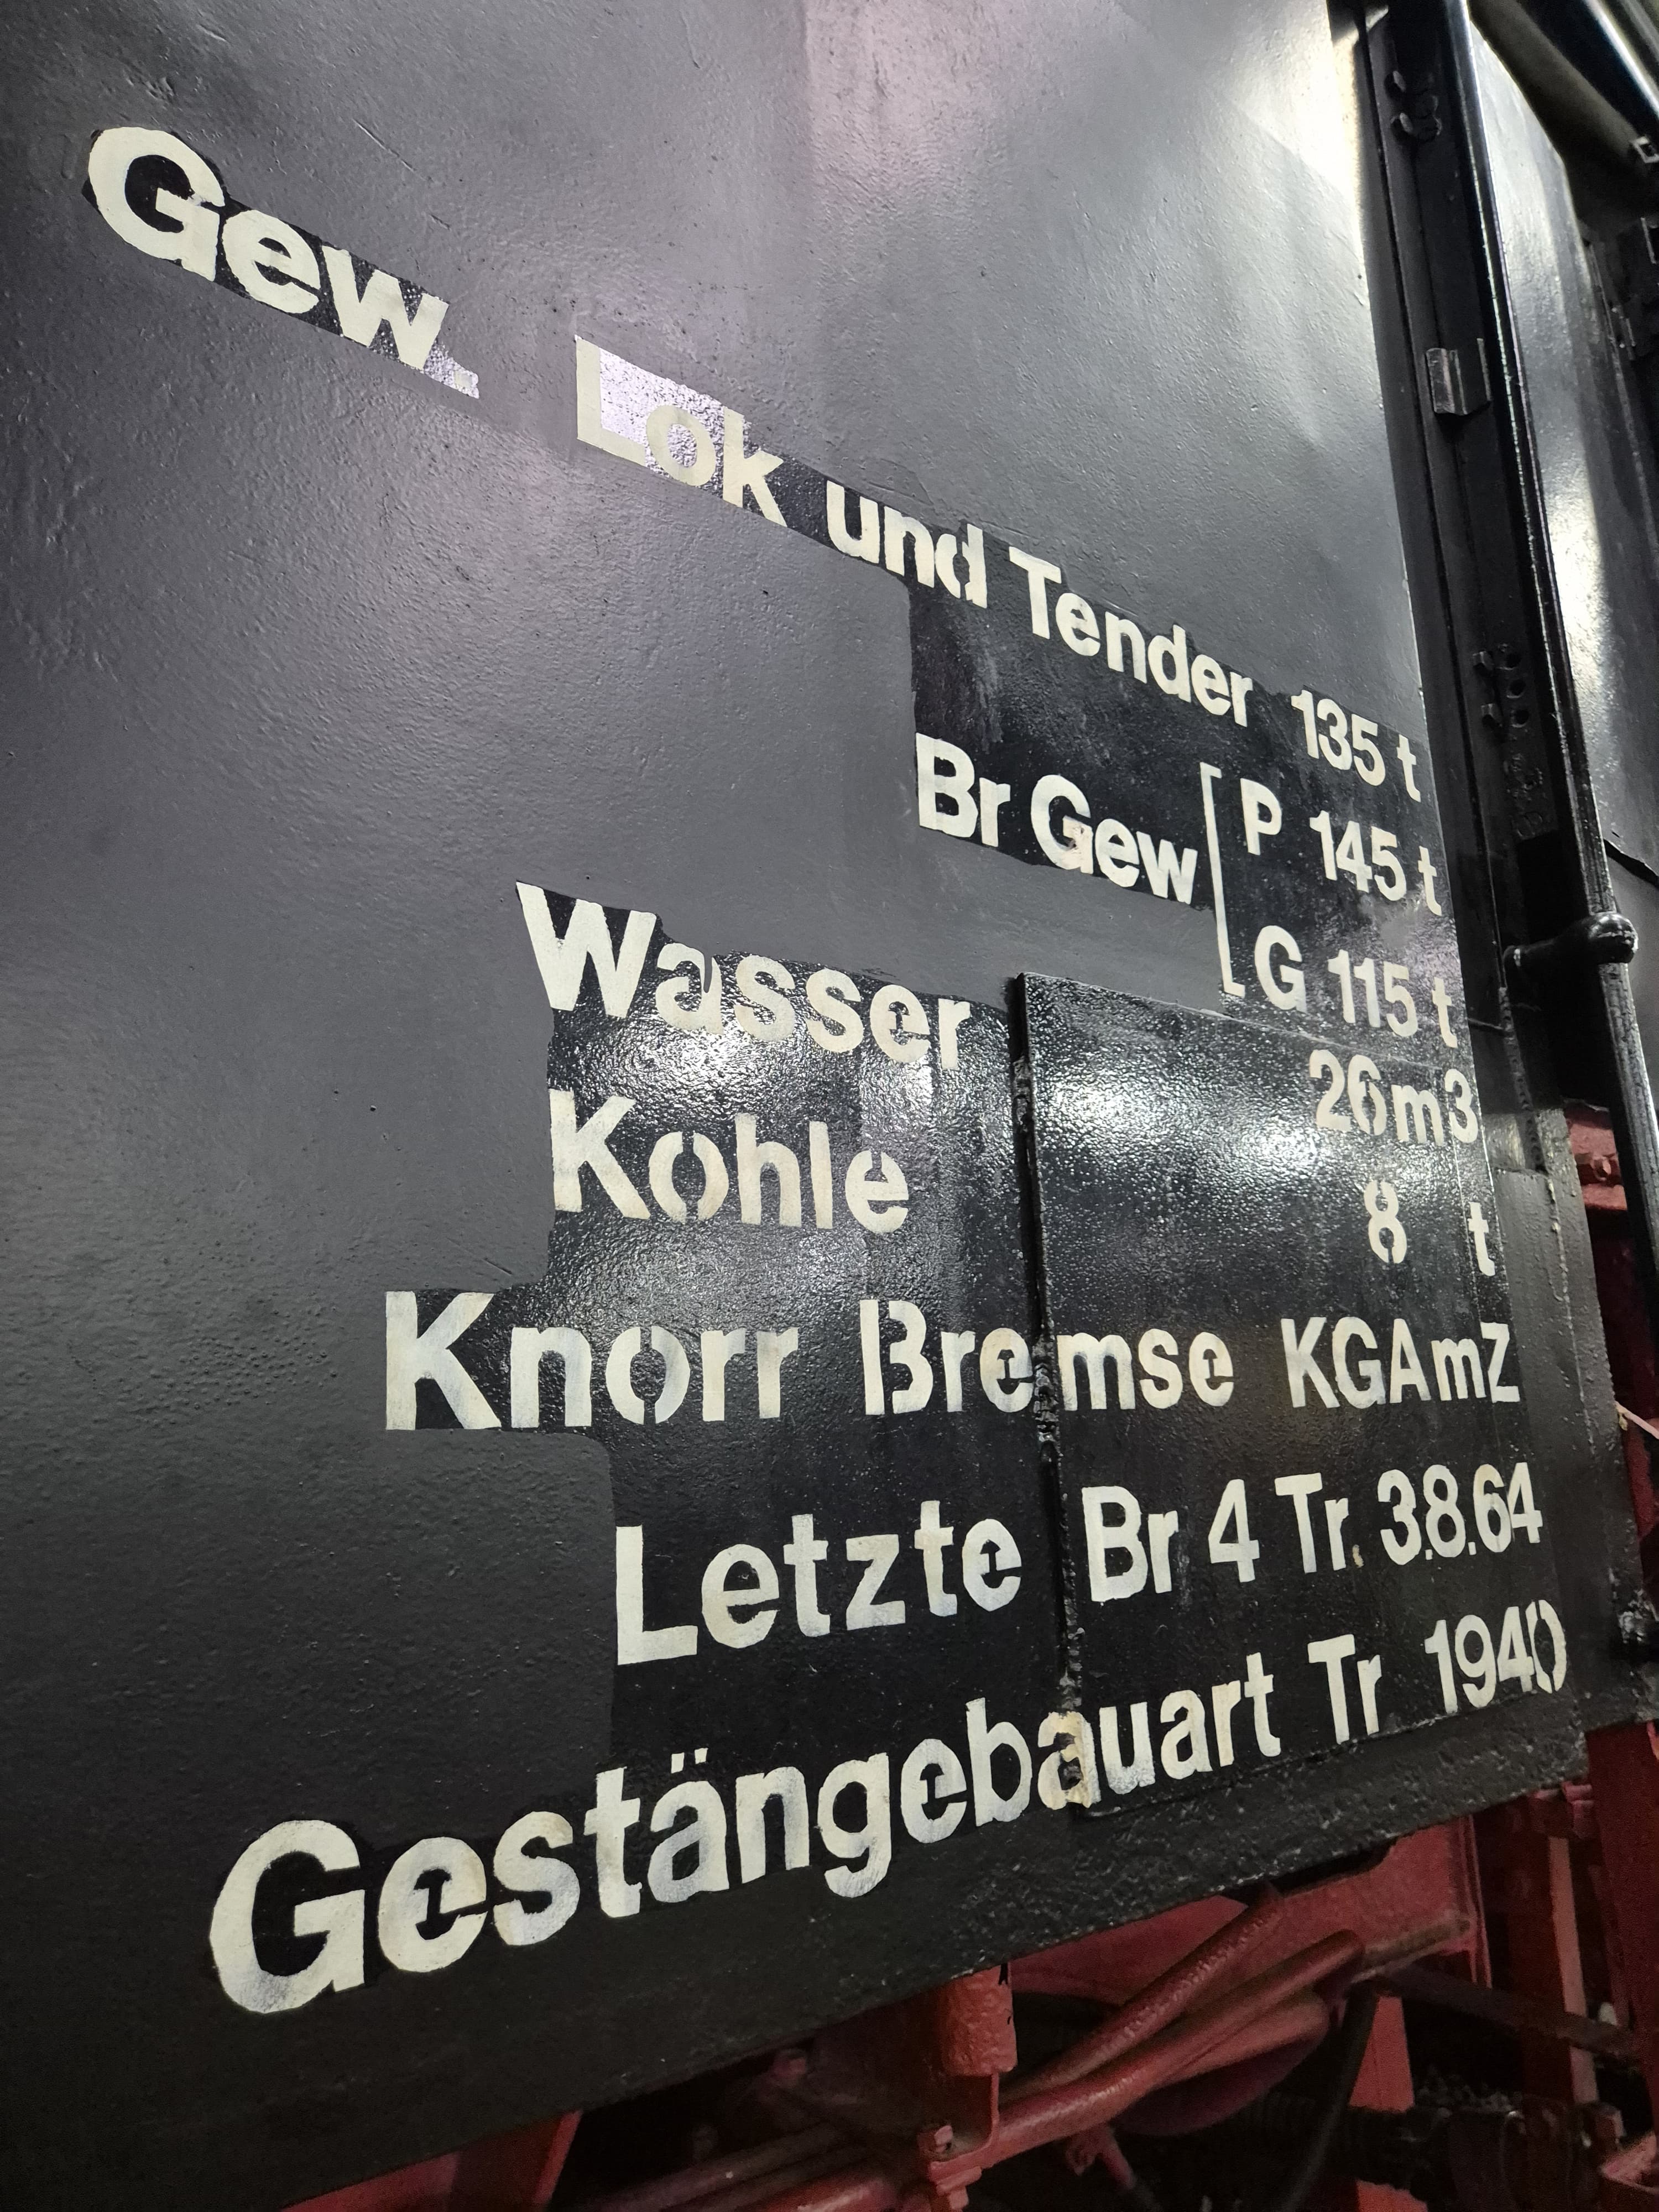 Gew. Lok und Tender 135 t
Br Gew [ P 145 t
G 115 t
Wasser 26 m3
Kohle 8 t
Knorr Bremse KGAmZ
Letzte Br 4 Tr. 3.8.64
Gestängebauart Tr 1940